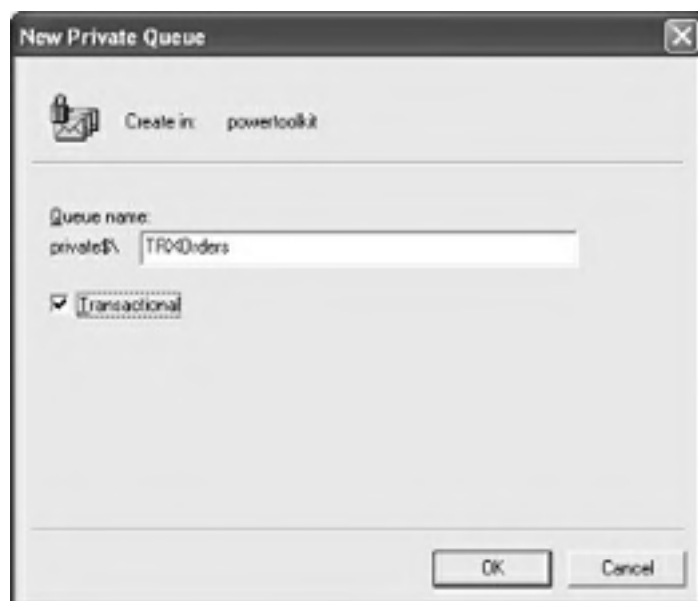 New Private Queue
Create in: powertoolkit
Queue name:
private$\ TRXOrders
Transactional
OK Cancel